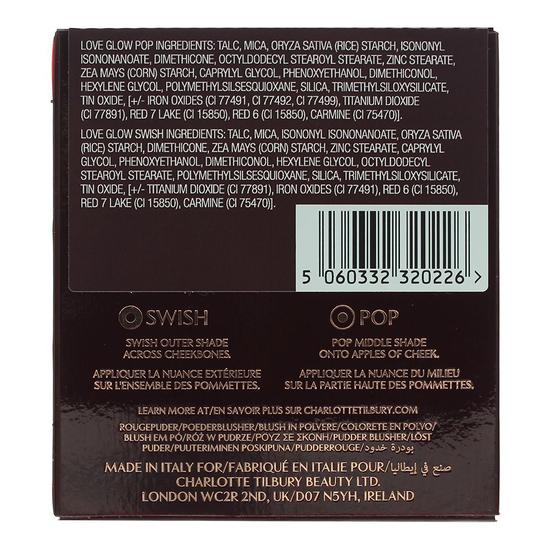 LOVE GLOW POP INGREDIENTS: TALC, MICA, ORYZA SATIVA (RICE) STARCH, ISONONYL
ISONONANOATE, DIMETHICONE, OCTYLDODECYL STEAROYL STEARATE, ZINC STEARATE,
ZEA MAYS (CORN) STARCH, CAPRYLYL GLYCOL, PHENOXYETHANOL, DIMETHICONOL,
HEXYLENE GLYCOL, POLYMETHYLSILSESQUIOXANE, SILICA, TRIMETHYLSILOXYSILICATE,
TIN OXIDE, [+/- IRON OXIDES (CI 77491, CI 77492, CI 77499), TITANIUM DIOXIDE
(CI 77891), RED 7 LAKE (CI 15850), RED 6 (CI 15850), CARMINE (CI 75470)].
LOVE GLOW SWISH INGREDIENTS: TALC, MICA, ISONONYL ISONONANOATE, ORYZA SATIVA
(RICE) STARCH, DIMETHICONE, ZEA MAYS (CORN) STARCH, ZINC STEARATE, CAPRYLYL
GLYCOL, PHENOXYETHANOL, DIMETHICONOL, HEXYLENE GLYCOL, OCTYLDODECYL
STEAROYL STEARATE, POLYMETHYLSILSESQUIOXANE, SILICA, TRIMETHYLSILOXYSILICATE,
TIN OXIDE, [+/- TITANIUM DIOXIDE (CI 77891), IRON OXIDES (CI 77491), RED 6 (CI 15850),
RED 7 LAKE (CI 15850), CARMINE (CI 75470)].
5 060332 320226 >
SWISH
SWISH OUTER SHADE
ACROSS CHEEKBONES.
APPLIQUER LA NUANCE EXTÉRIEURE
SUR L'ENSEMBLE DES POMMETTES.
POP
POP MIDDLE SHADE
ONTO APPLES OF CHEEK.
APPLIQUER LA NUANCE DU MILIEU
SUR LA PARTIE HAUTE DES POMMETTES.
LEARN MORE AT/EN SAVOIR PLUS SUR CHARLOTTETILBURY.COM
ROUGEPUDER/POEDERBLUSHER/BLUSH IN POLVERE/COLORETE EN POLVO/
BLUSH EM PÓ/RÓŻ W PUDRZE/ΡΟΥΖ ΣΕ ΣΚΟΝΗ/PUDDER BLUSHER/LÖST
PUDER/PUUTERIMINEN POSKIPUNA/PUDDERROUGE/بودرة خدود
MADE IN ITALY FOR/FABRIQUÉ EN ITALIE POUR/صنع في إيطاليا
CHARLOTTE TILBURY BEAUTY LTD.
LONDON WC2R 2ND, UK/D07 N5YH, IRELAND